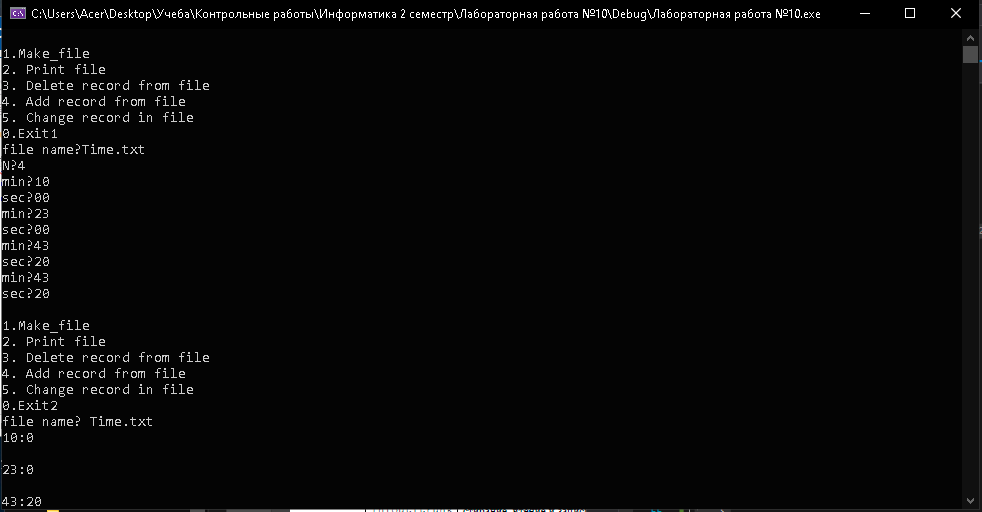 C:\Users\Acer\Desktop\Учеба\Контрольные работы\Информатика 2 семестр\Лабораторная работа №10\Debug\Лабораторная работа №10.exe
1.Make_file
2. Print file
3. Delete record from file
4. Add record from file
5. Change record in file
0.Exit1
file name?Time.txt
N?4
min?10
sec?00
min?23
sec?00
min?43
sec?20
min?43
sec?20
1.Make_file
2. Print file
3. Delete record from file
4. Add record from file
5. Change record in file
0.Exit2
file name? Time.txt
10:0
23:0
43:20